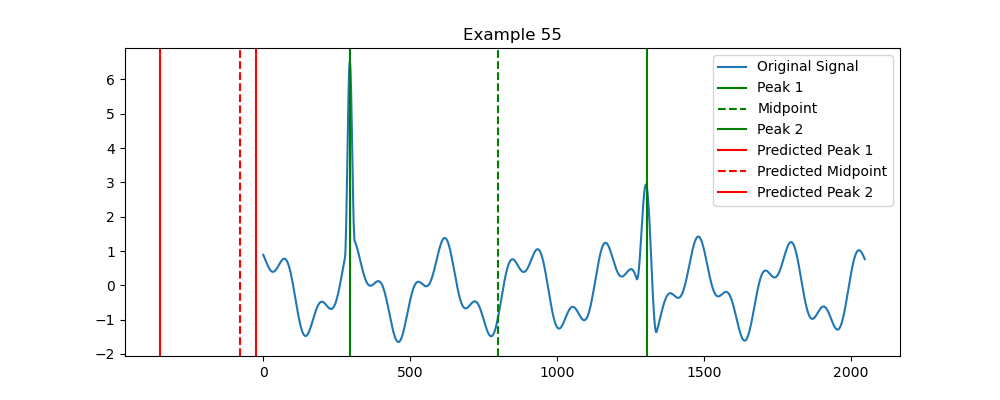 Example 55
Original Signal
Peak 1
Midpoint
Peak 2
Predicted Peak 1
Predicted Midpoint
Predicted Peak 2
6
5
4
3
2
1
0
−1
−2
0 500 1000 1500 2000